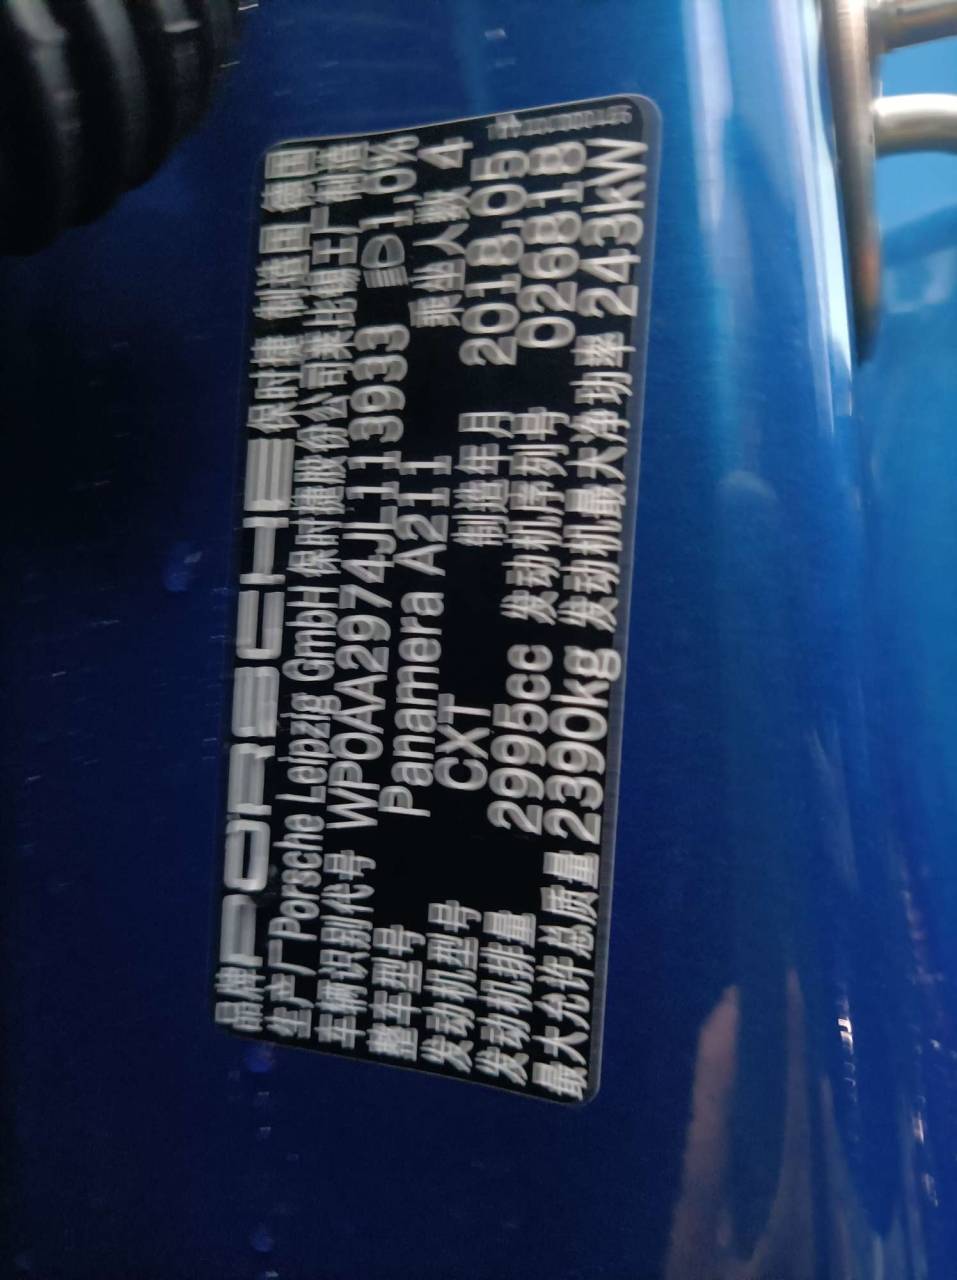 品牌 PORSCHE 保时捷 制造国 德国
生产厂 Porsche Leipzig GmbH 保时捷股份公司莱比锡工厂 制造
车辆识别代号 WP0AA2974JL113933 1,0%
整车型号 Panamera A211 乘坐人数 4
发动机型号 CXT 制造年月 2018.05
发动机排量 2995cc 发动机序列号 026818
最大允许总质量 2390kg 发动机最大净功率 243kW